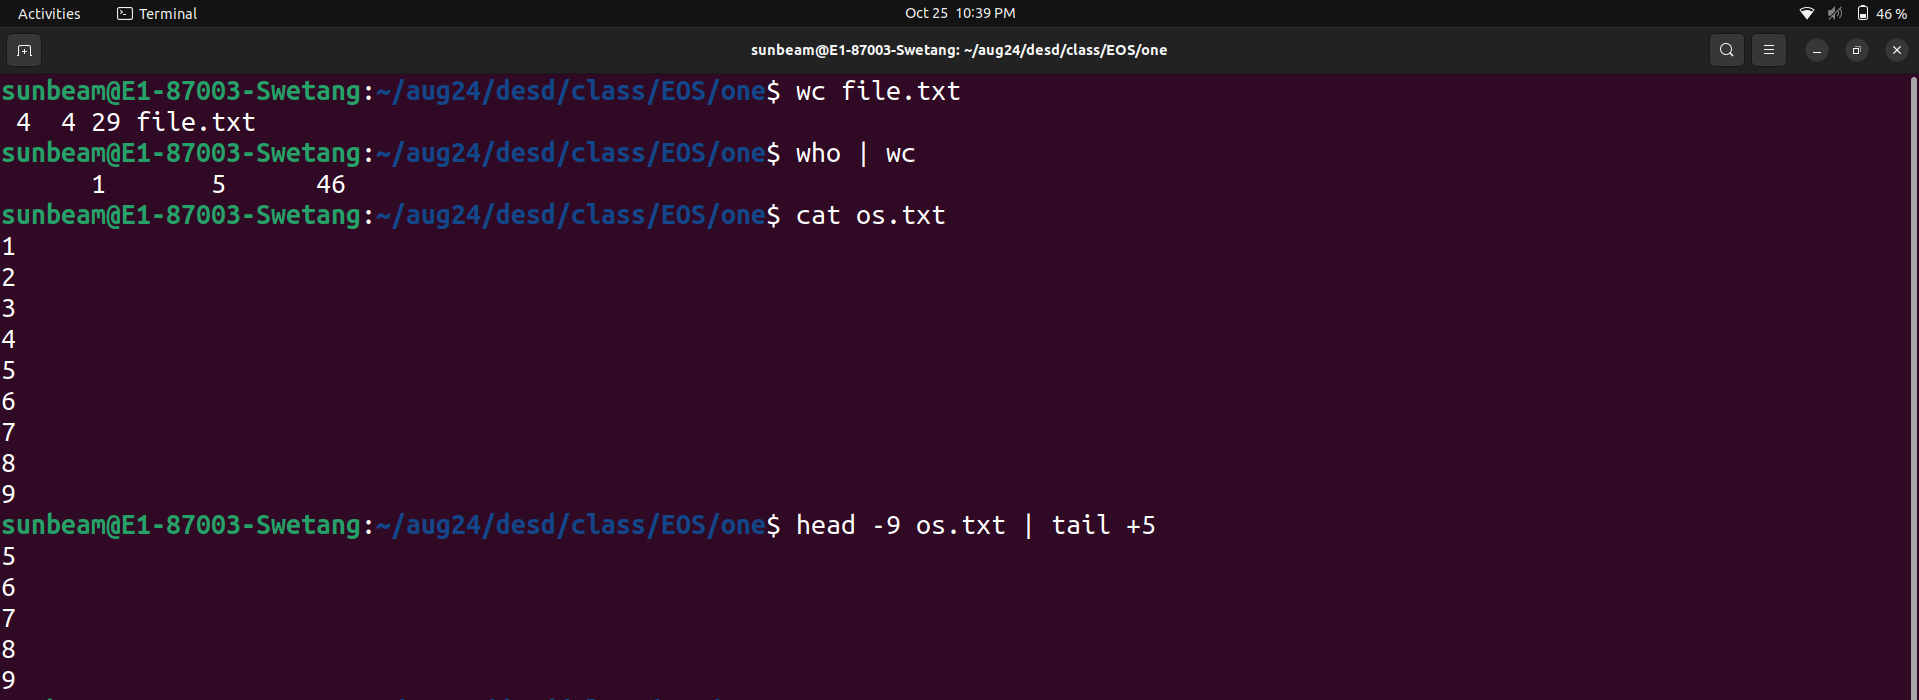 Activities Terminal Oct 25 10:39 PM 46 %
sunbeam@E1-87003-Swetang: ~/aug24/desd/class/EOS/one
sunbeam@E1-87003-Swetang:~/aug24/desd/class/EOS/one$ wc file.txt
 4  4 29 file.txt
sunbeam@E1-87003-Swetang:~/aug24/desd/class/EOS/one$ who | wc
      1       5      46
sunbeam@E1-87003-Swetang:~/aug24/desd/class/EOS/one$ cat os.txt
1
2
3
4
5
6
7
8
9
sunbeam@E1-87003-Swetang:~/aug24/desd/class/EOS/one$ head -9 os.txt | tail +5
5
6
7
8
9